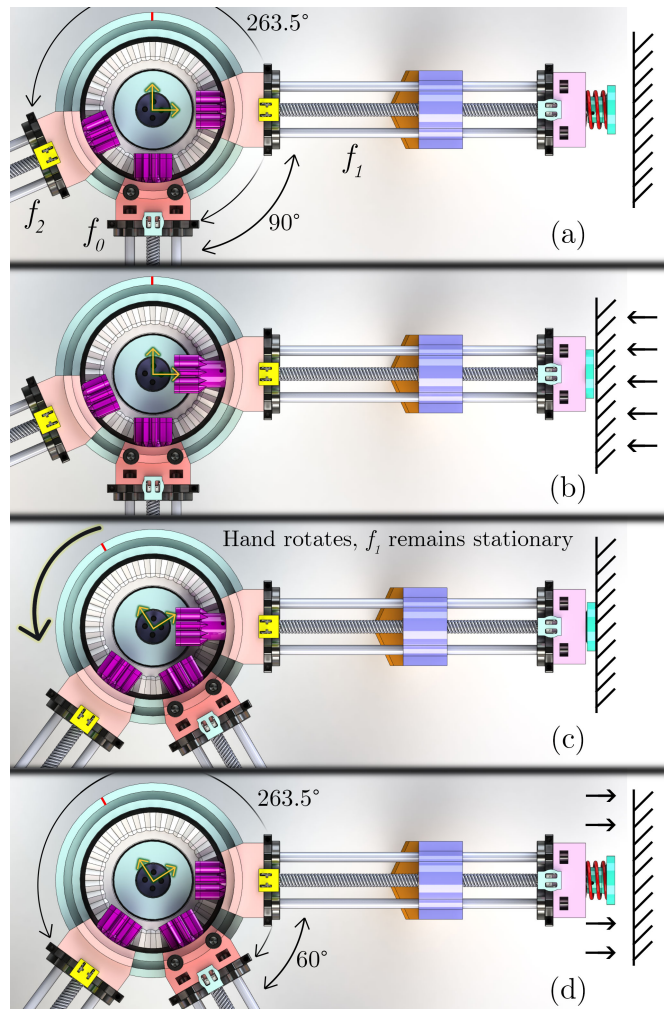 263.5°
f₂
f₀
f₁
90°
(a)
(b)
Hand rotates, f₁ remains stationary
(c)
263.5°
60°
(d)